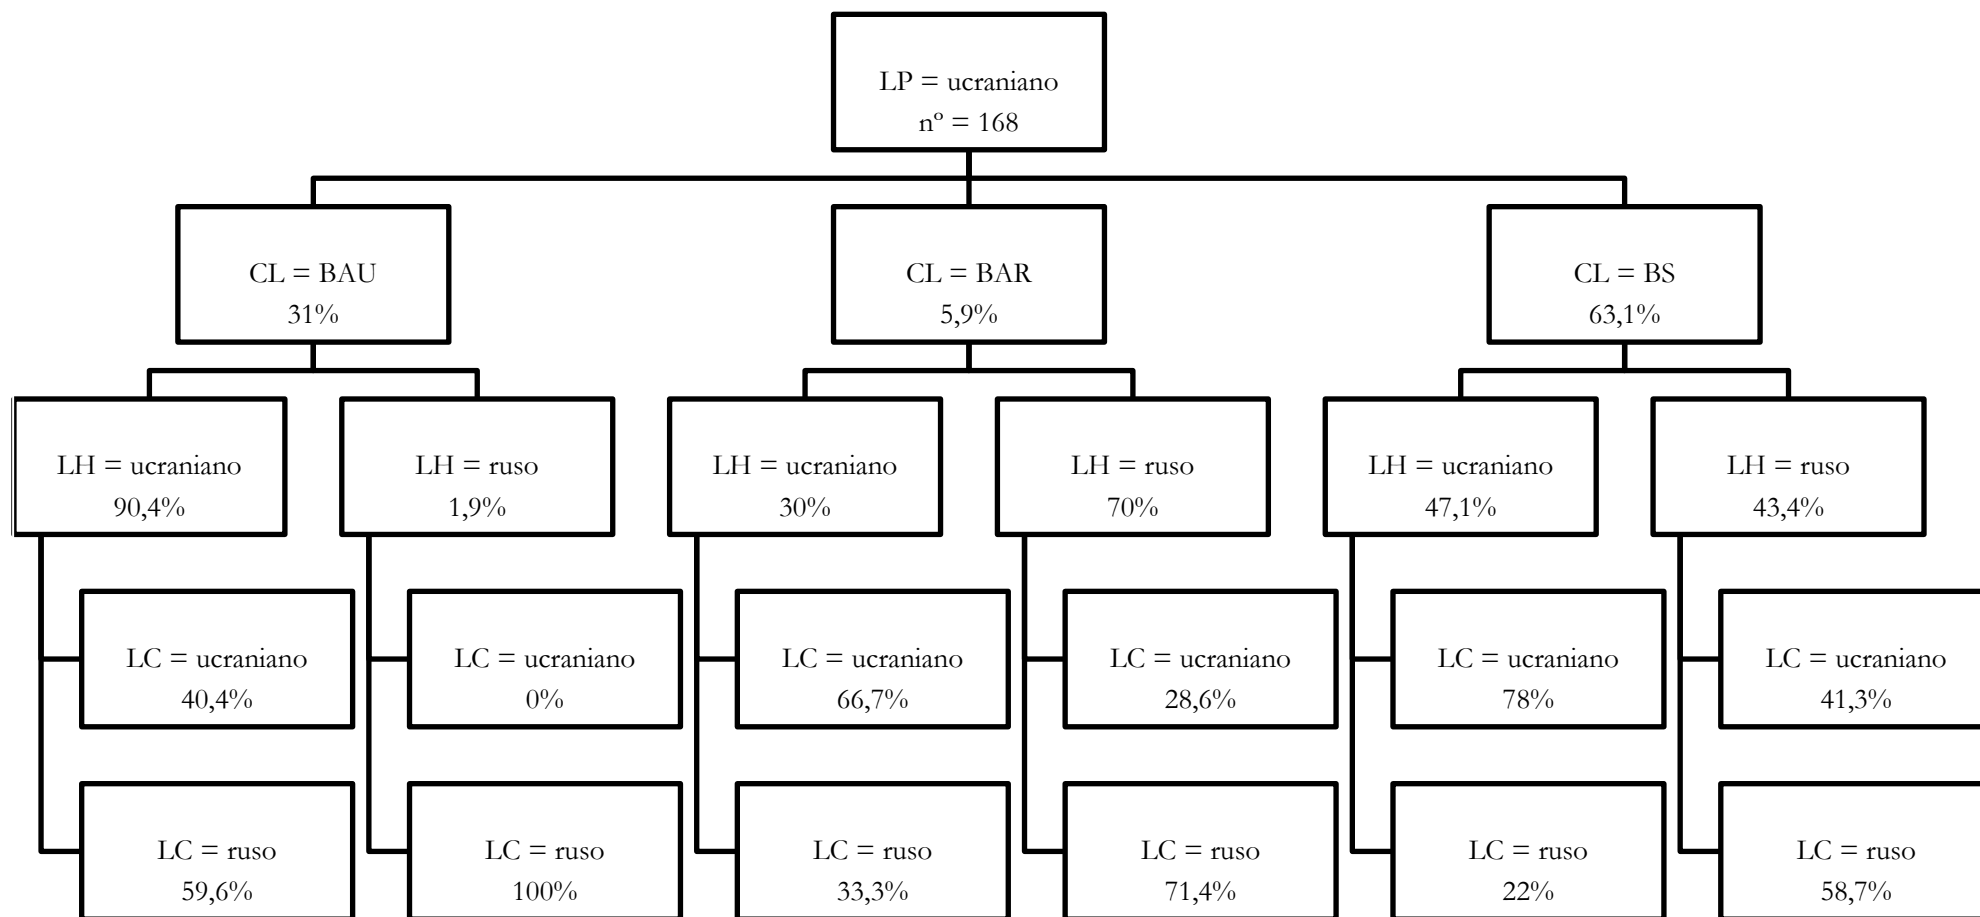 LP = ucraniano
nº = 168
CL = BAU
31%
CL = BAR
5,9%
CL = BS
63,1%
LH = ucraniano
90,4%
LH = ruso
1,9%
LH = ucraniano
30%
LH = ruso
70%
LH = ucraniano
47,1%
LH = ruso
43,4%
LC = ucraniano
40,4%
LC = ucraniano
0%
LC = ucraniano
66,7%
LC = ucraniano
28,6%
LC = ucraniano
78%
LC = ucraniano
41,3%
LC = ruso
59,6%
LC = ruso
100%
LC = ruso
33,3%
LC = ruso
71,4%
LC = ruso
22%
LC = ruso
58,7%